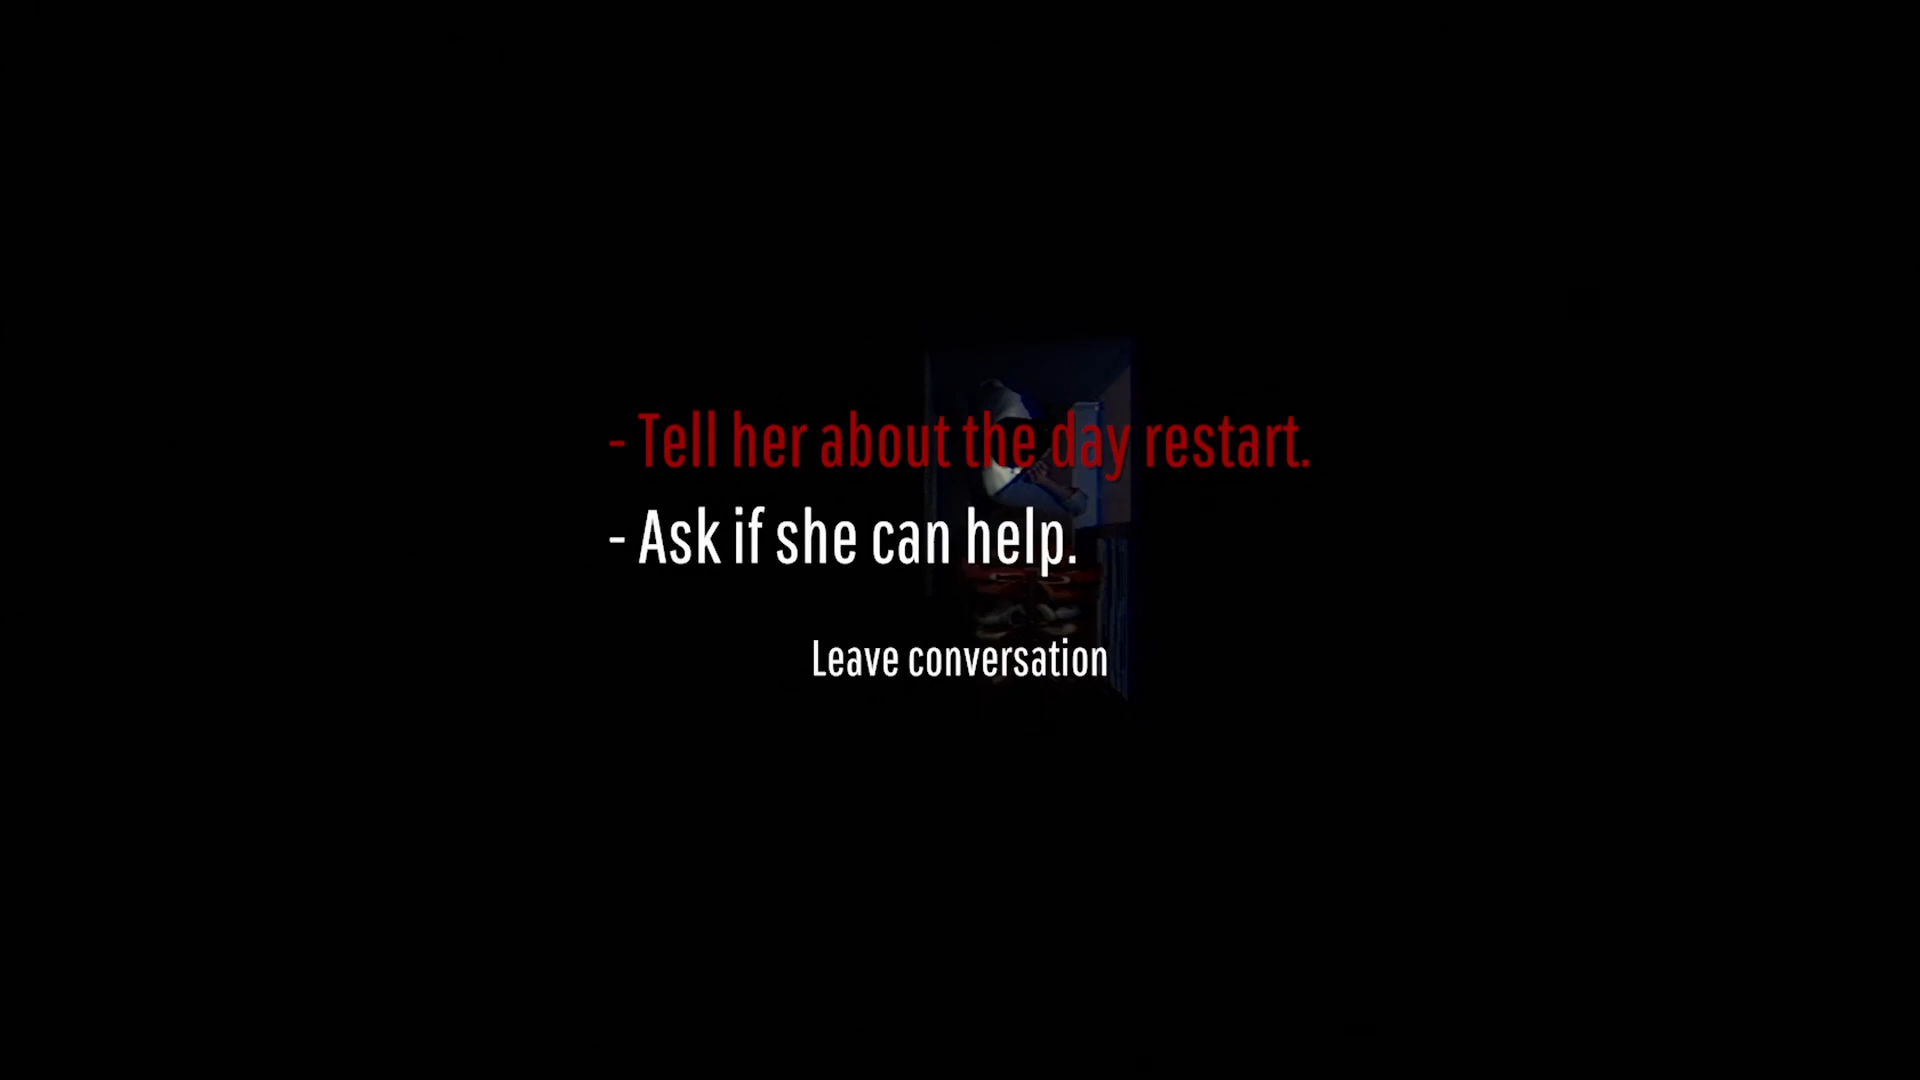 - Tell her about the day restart.
- Ask if she can help.
Leave conversation